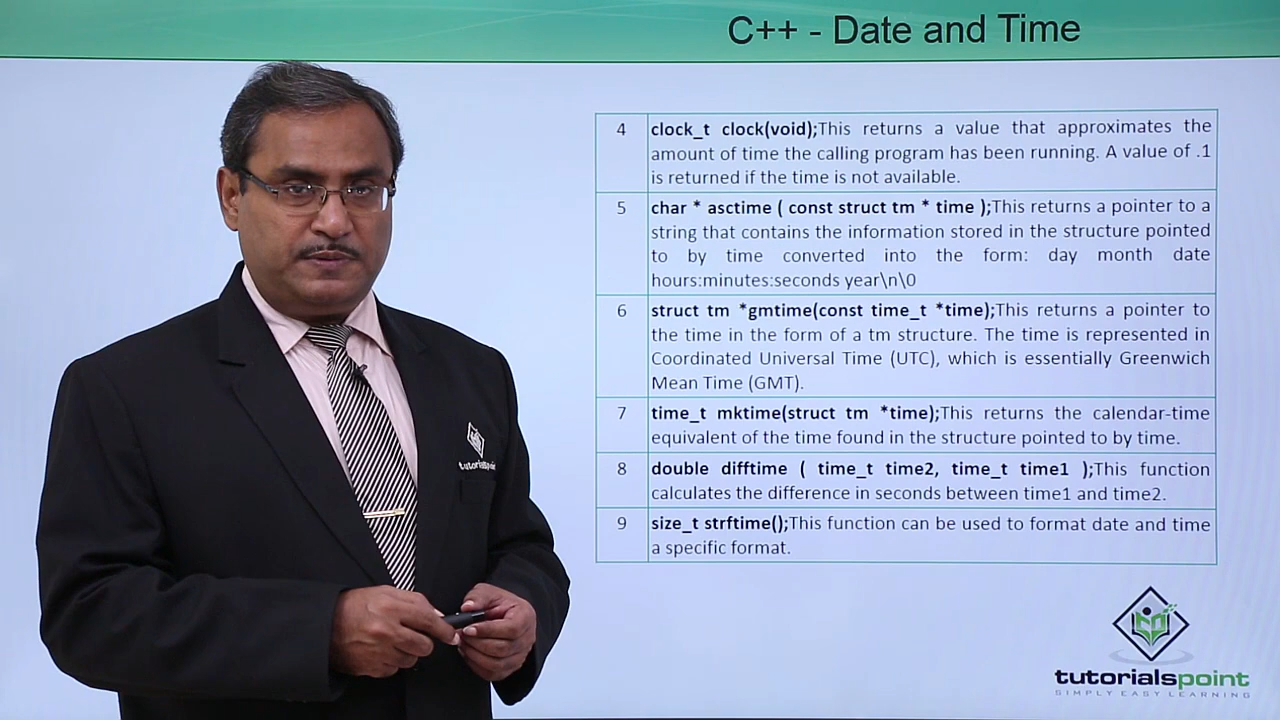 C++ - Date and Time
4 clock_t clock(void);This returns a value that approximates the
amount of time the calling program has been running. A value of .1
is returned if the time is not available.
5 char * asctime ( const struct tm * time );This returns a pointer to a
string that contains the information stored in the structure pointed
to by time converted into the form: day month date
hours:minutes:seconds year\n\0
6 struct tm *gmtime(const time_t *time);This returns a pointer to
the time in the form of a tm structure. The time is represented in
Coordinated Universal Time (UTC), which is essentially Greenwich
Mean Time (GMT).
7 time_t mktime(struct tm *time);This returns the calendar-time
equivalent of the time found in the structure pointed to by time.
8 double difftime ( time_t time2, time_t time1 );This function
calculates the difference in seconds between time1 and time2.
9 size_t strftime();This function can be used to format date and time
a specific format.
tutorialspoint
tutorialspoint
SIMPLY EASY LEARNING